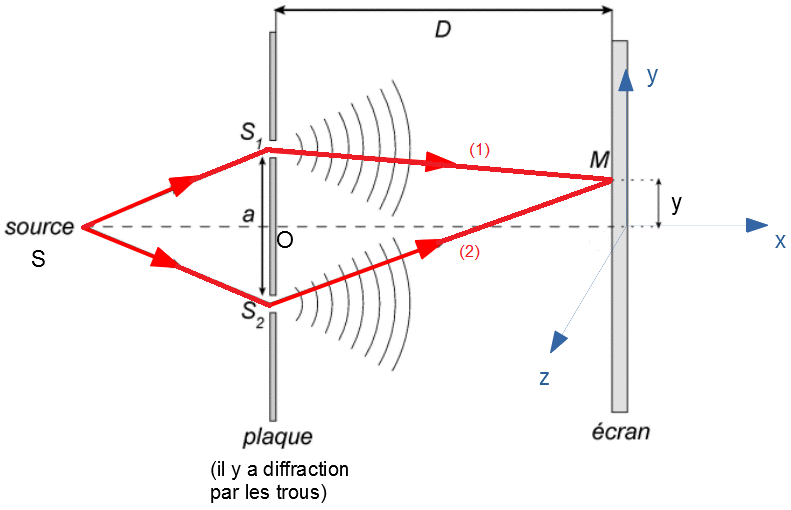 D
y
S1
(1)
M
a
y
source
O
x
S
(2)
S2
z
plaque
écran
(il y a diffraction
par les trous)